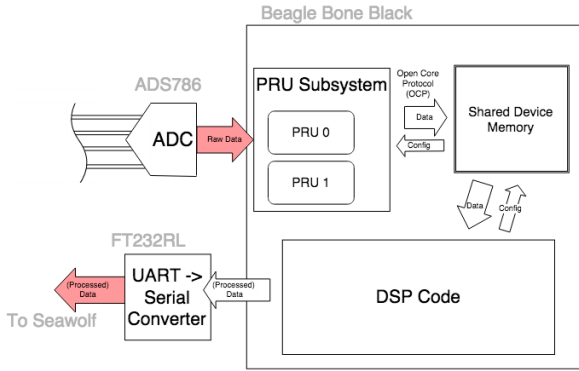 Beagle Bone Black
ADS786
ADC
Raw Data
PRU Subsystem
PRU 0
PRU 1
Open Core
Protocol
(OCP)
Data
Config
Shared Device
Memory
Data
Config
FT232RL
UART ->
Serial
Converter
(Processed)
Data
(Processed)
Data
To Seawolf
DSP Code